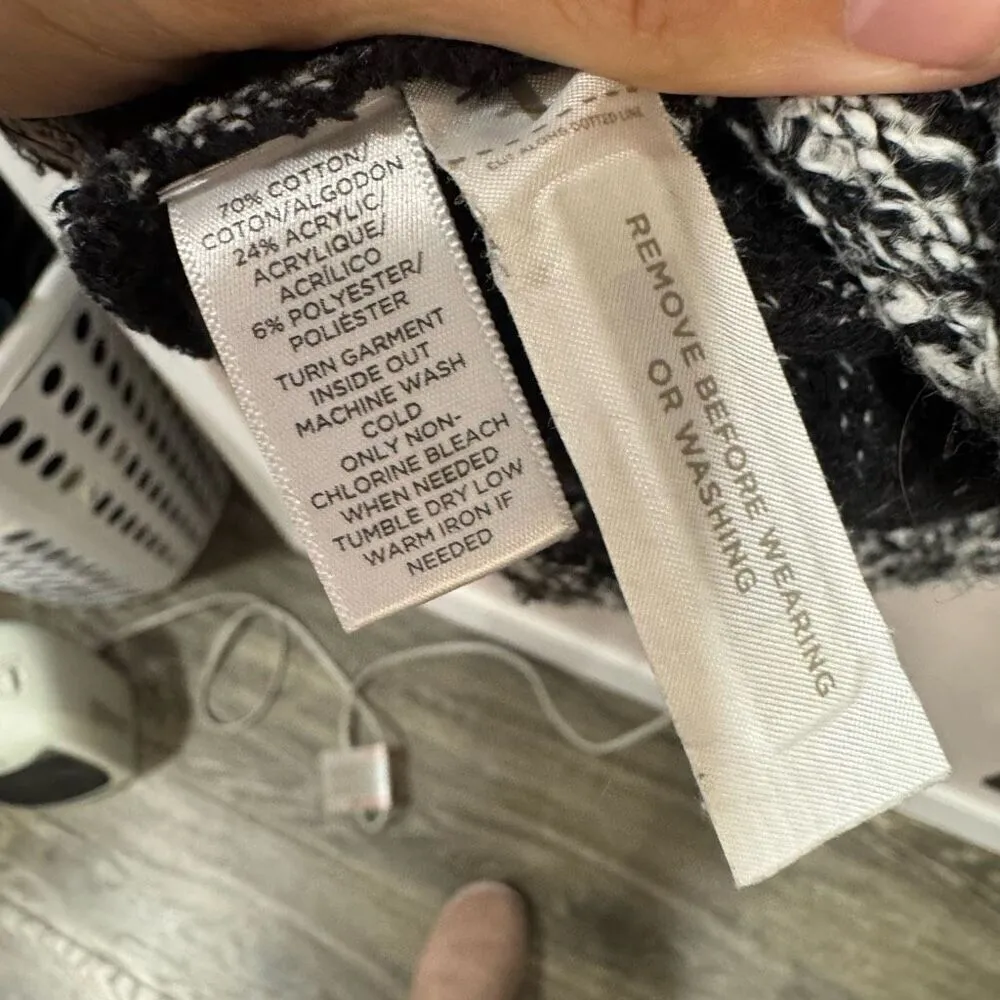 70% COTTON/
COTON/ALGODÓN
24% ACRYLIC/
ACRYLIQUE/
ACRÍLICO
6% POLYESTER/
POLIÉSTER
TURN GARMENT
INSIDE OUT
MACHINE WASH
COLD
ONLY NON-
CHLORINE BLEACH
WHEN NEEDED
TUMBLE DRY LOW
WARM IRON IF
NEEDED
CUT ALONG DOTTED LINE
REMOVE BEFORE WEARING
OR WASHING